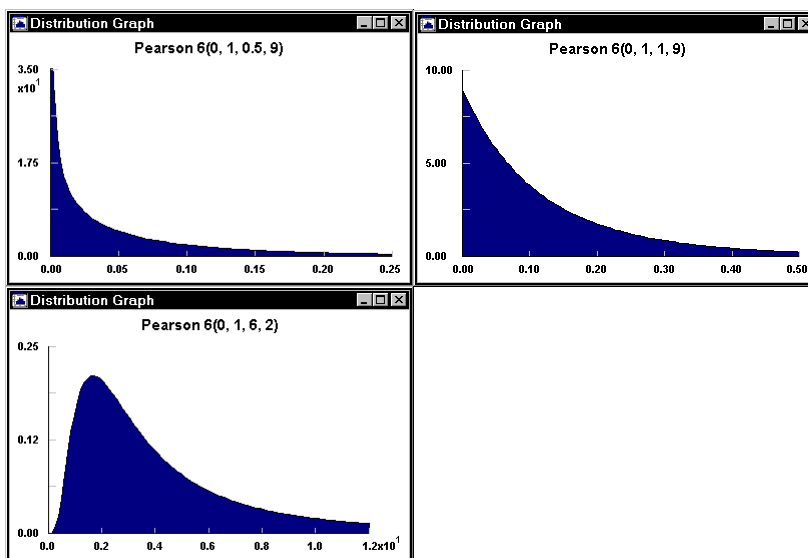 Distribution Graph
Pearson 6(0, 1, 0.5, 9)
3.50
x10¹
1.75
0.00
0.00 0.05 0.10 0.15 0.20 0.25
Distribution Graph
Pearson 6(0, 1, 1, 9)
10.00
5.00
0.00
0.00 0.10 0.20 0.30 0.40 0.50
Distribution Graph
Pearson 6(0, 1, 6, 2)
0.25
0.12
0.00
0.0 0.2 0.4 0.6 0.8 1.0 1.2x10¹